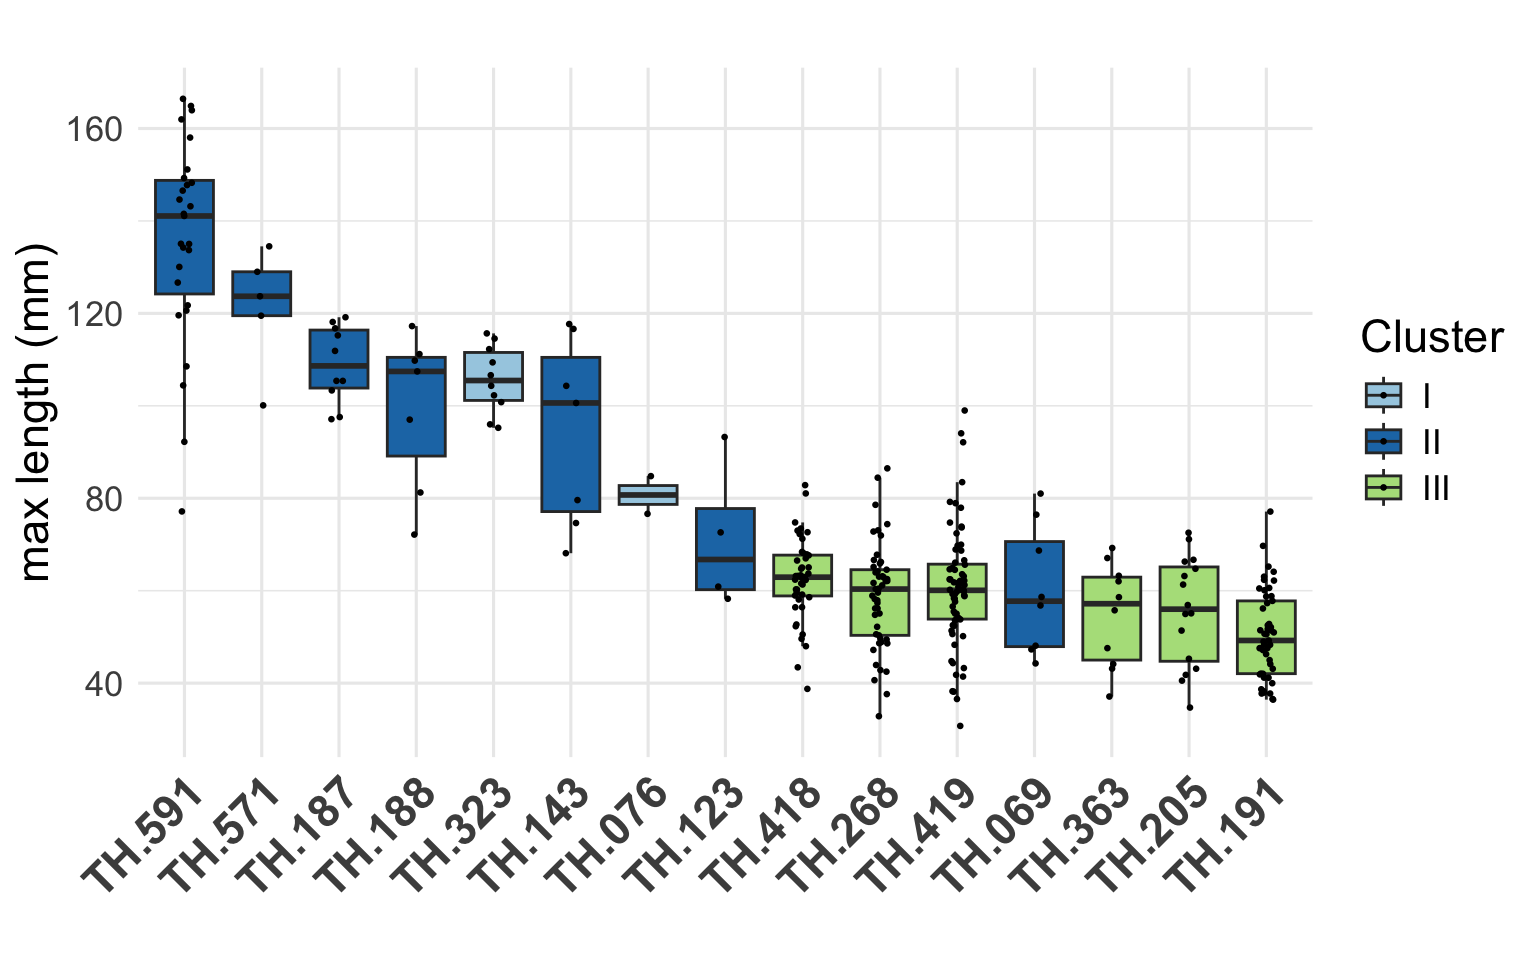 160
120
80
40
max length (mm)
TH.591
TH.571
TH.187
TH.188
TH.323
TH.143
TH.076
TH.123
TH.418
TH.268
TH.419
TH.069
TH.363
TH.205
TH.191
Cluster
I
II
III